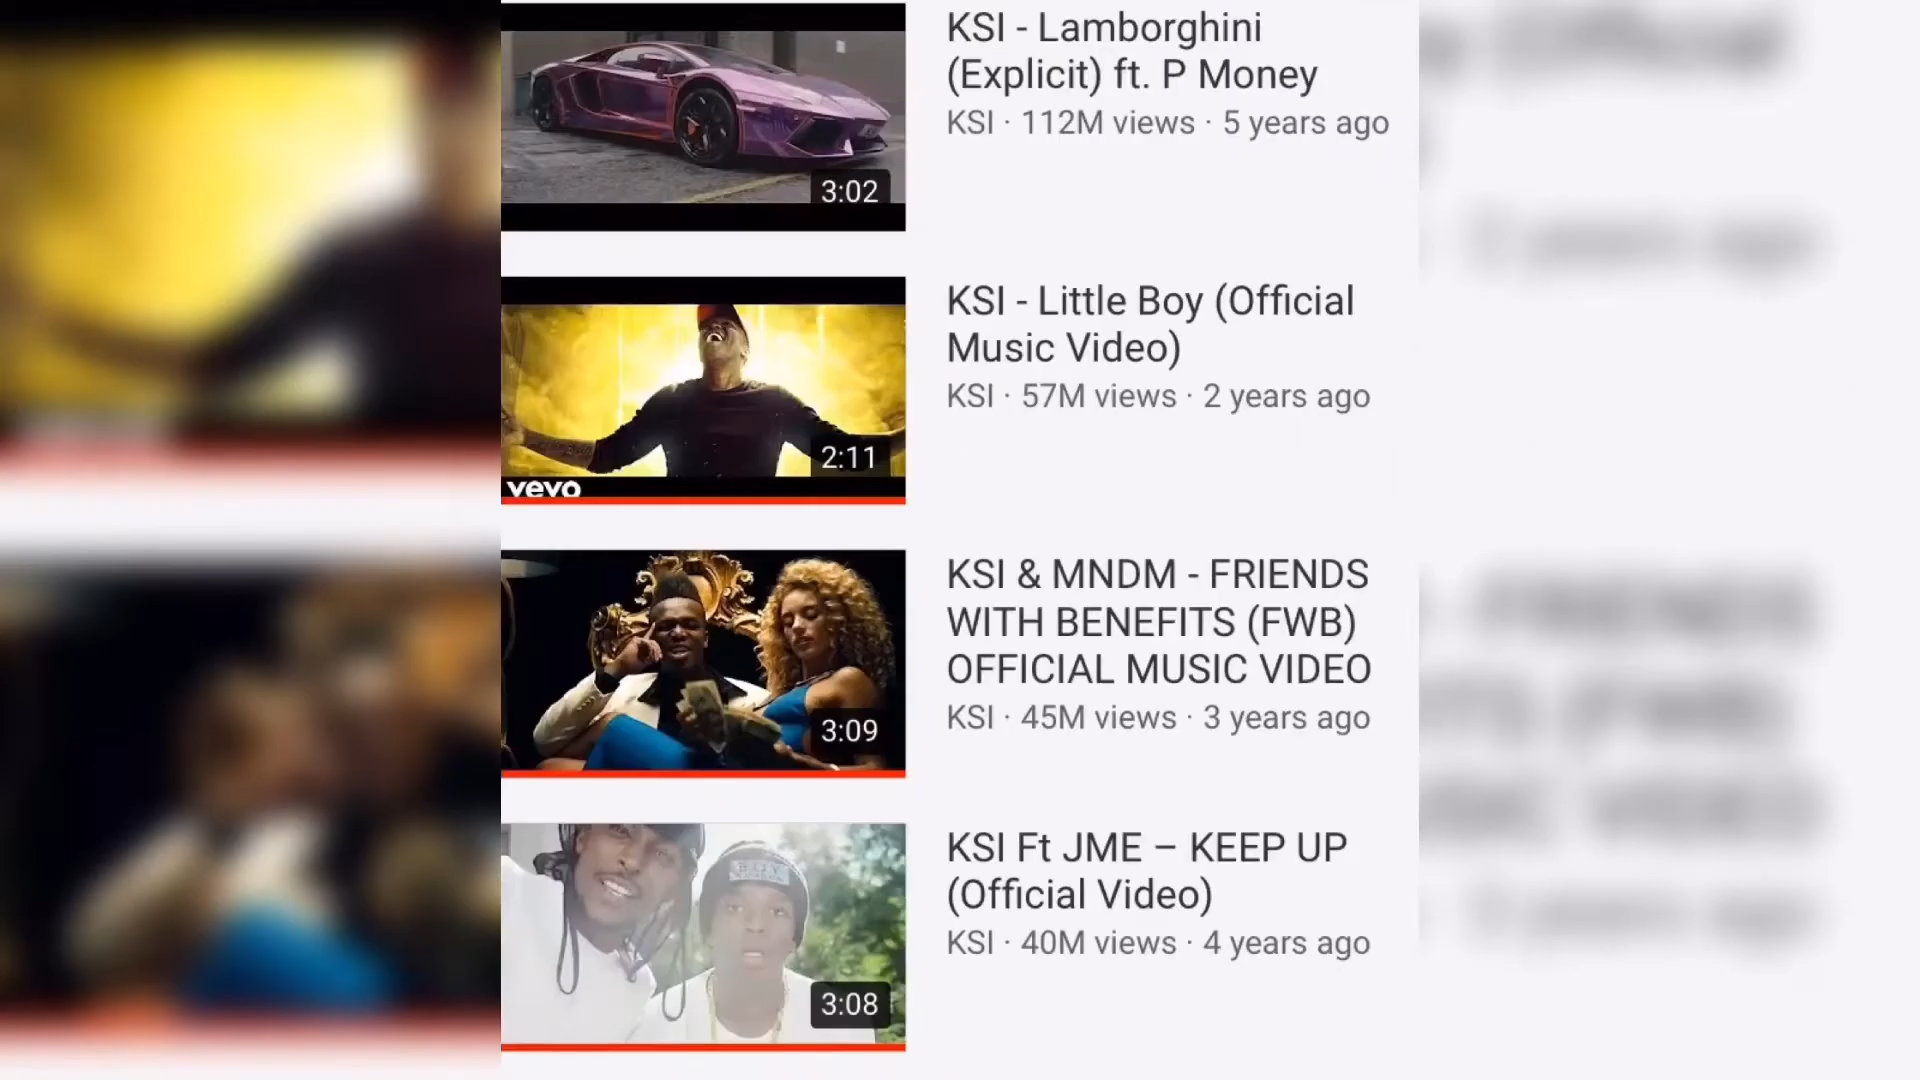 KSI - Lamborghini
(Explicit) ft. P Money
KSI · 112M views · 5 years ago
3:02
KSI - Little Boy (Official
Music Video)
KSI · 57M views · 2 years ago
2:11
vevo
KSI & MNDM - FRIENDS
WITH BENEFITS (FWB)
OFFICIAL MUSIC VIDEO
KSI · 45M views · 3 years ago
3:09
KSI Ft JME – KEEP UP
(Official Video)
KSI · 40M views · 4 years ago
BOY
3:08